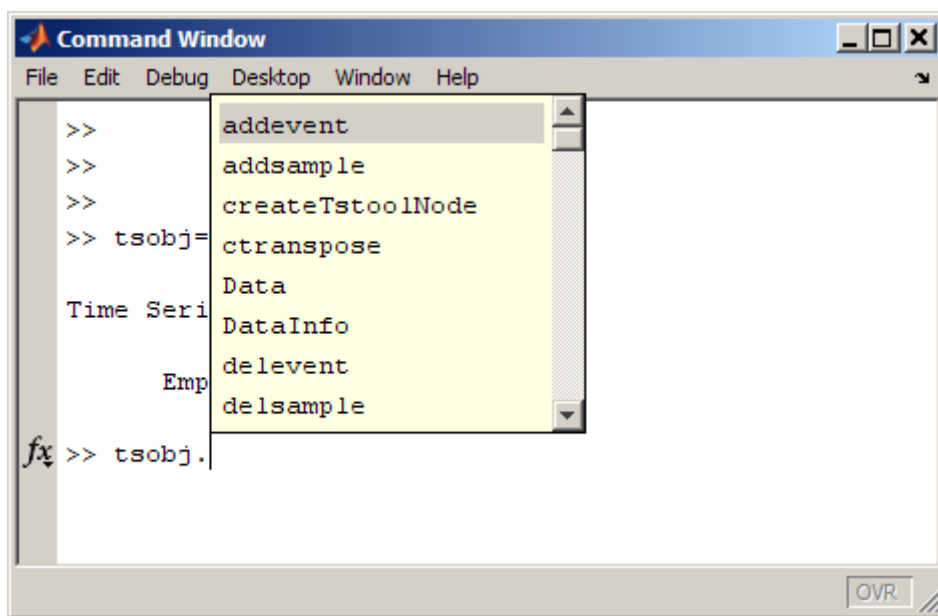 Command Window
File Edit Debug Desktop Window Help
>>
>>
>>
>> tsobj=
Time Seri
Emp
fx >> tsobj.
addevent
addsample
createTstoolNode
ctranspose
Data
DataInfo
delevent
delsample
OVR